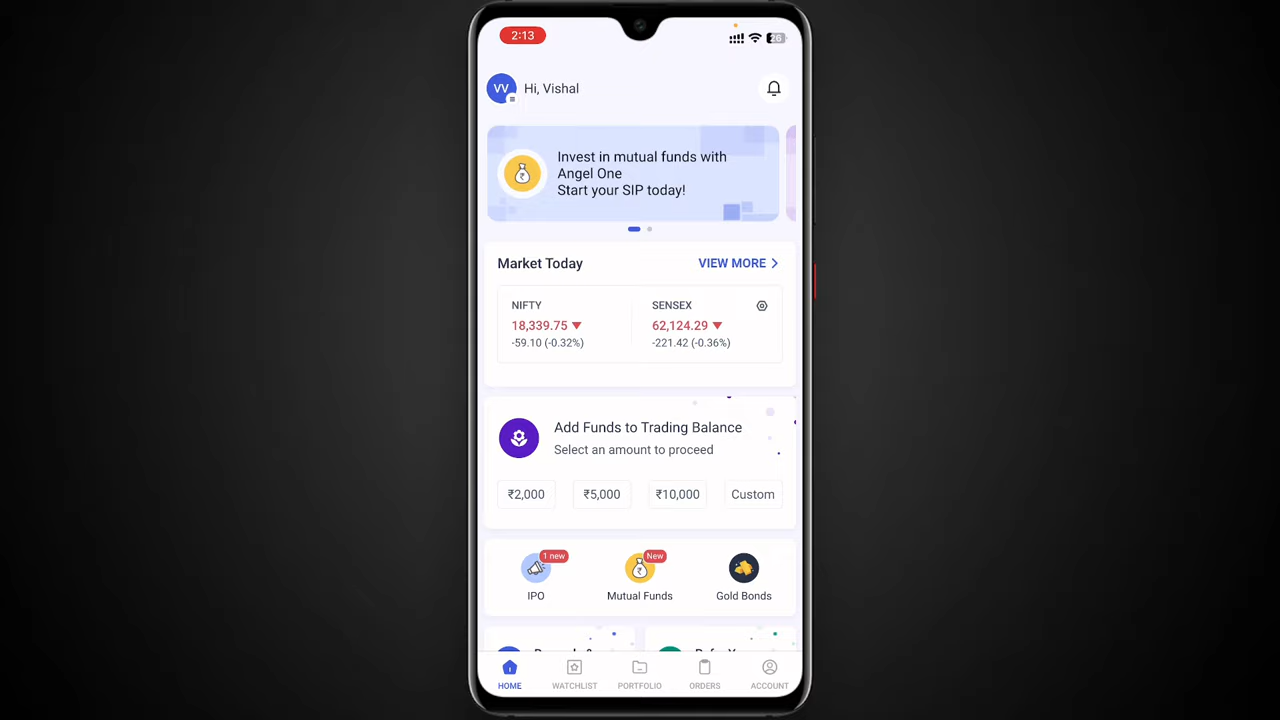 2:13
26
VV
Hi, Vishal
Invest in mutual funds with
Angel One
Start your SIP today!
Market Today
VIEW MORE
NIFTY
18,339.75
-59.10 (-0.32%)
SENSEX
62,124.29
-221.42 (-0.36%)
Add Funds to Trading Balance
Select an amount to proceed
₹2,000
₹5,000
₹10,000
Custom
1 new
IPO
New
Mutual Funds
Gold Bonds
HOME
WATCHLIST
PORTFOLIO
ORDERS
ACCOUNT